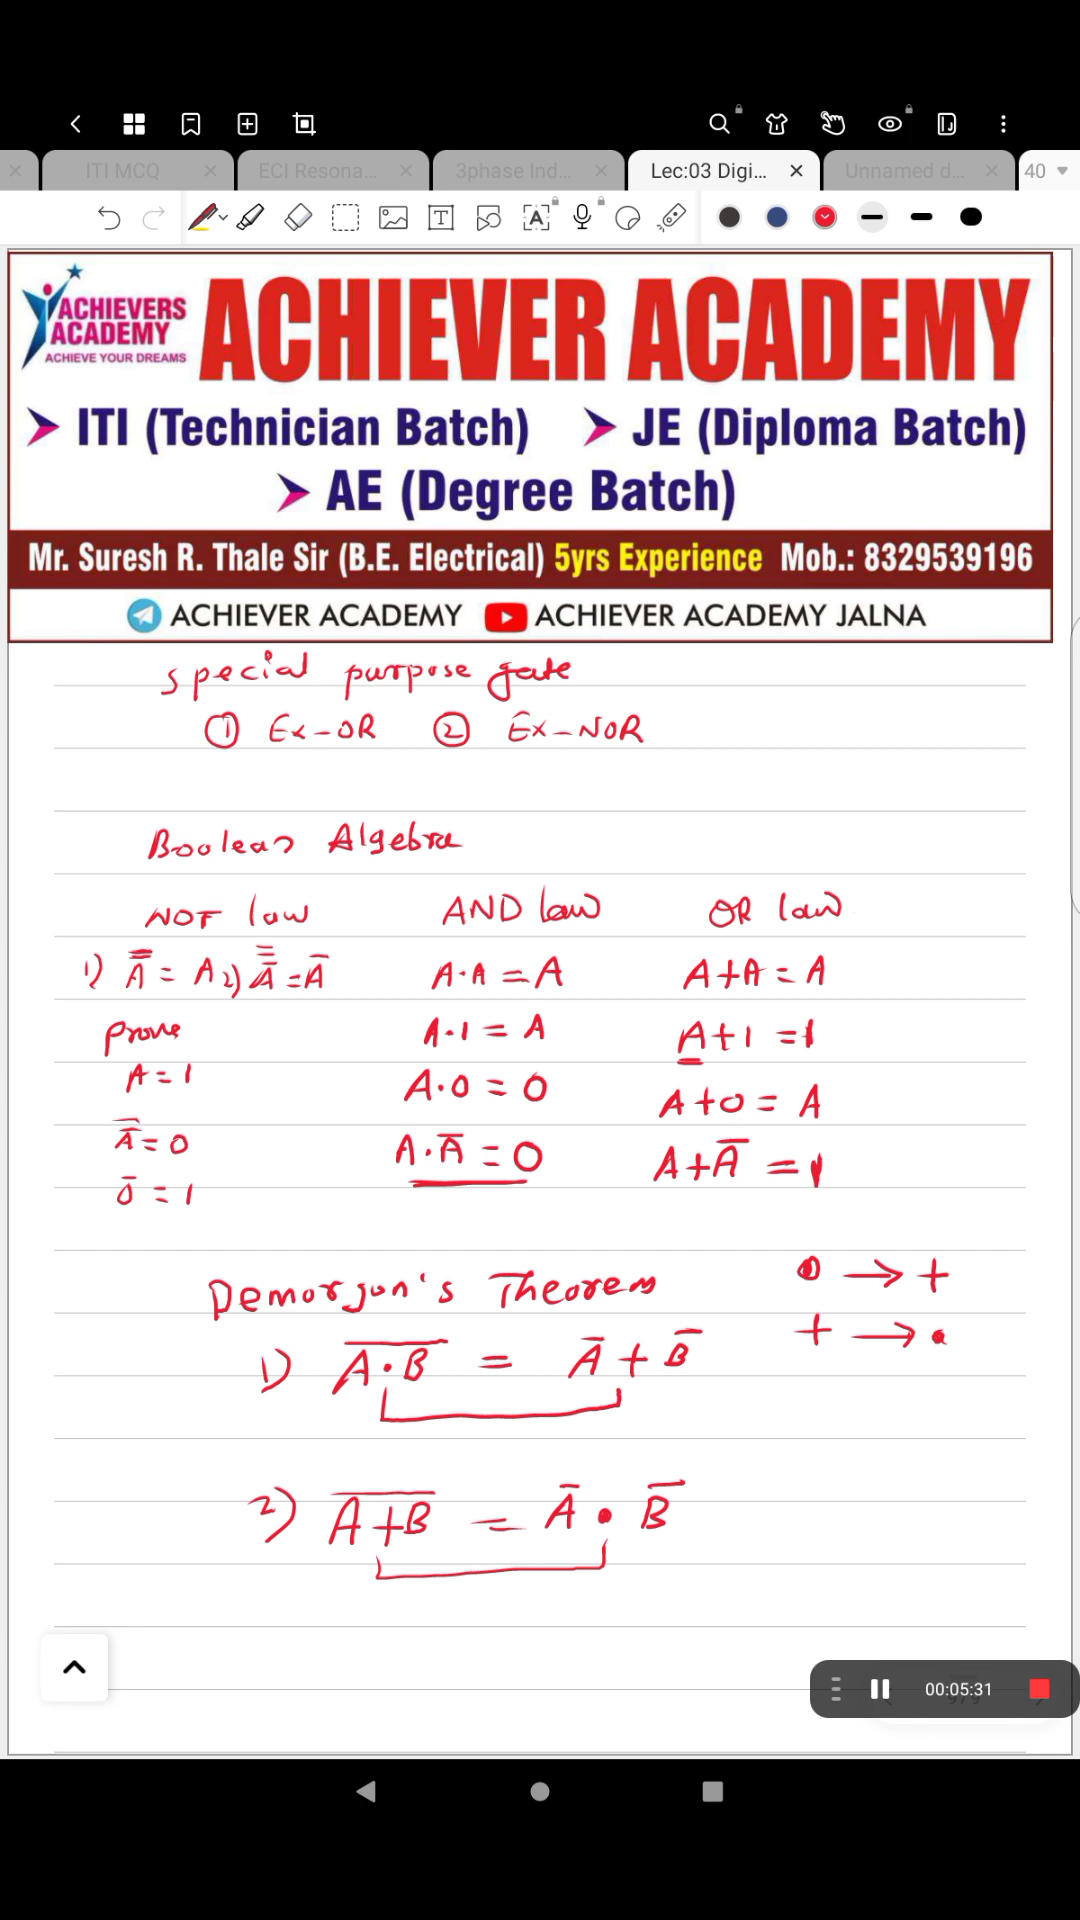 ITI MCQ ECI Resona... 3phase Ind... Lec:03 Digi... Unnamed d... 40
ACHIEVERS
ACADEMY
ACHIEVE YOUR DREAMS
ACHIEVER ACADEMY
ITI (Technician Batch) JE (Diploma Batch)
AE (Degree Batch)
Mr. Suresh R. Thale Sir (B.E. Electrical) 5yrs Experience Mob.: 8329539196
ACHIEVER ACADEMY ACHIEVER ACADEMY JALNA
special purpose gate
① Ex-OR ② Ex-NOR
Boolean Algebra
NOT law AND law OR law
1) A̿ = A 2) A̅̅̅ = A̅ A·A = A A+A = A
prove A·1 = A A+1 = 1
A = 1 A·0 = 0 A+0 = A
A̅ = 0 A·A̅ = 0 A+A̅ = 1
0̅ = 1
Demorgan's Theorem • → +
+ → •
1) A̅·̅B̅ = A̅ + B̅
2) A̅+̅B̅ = A̅ • B̅
00:05:31